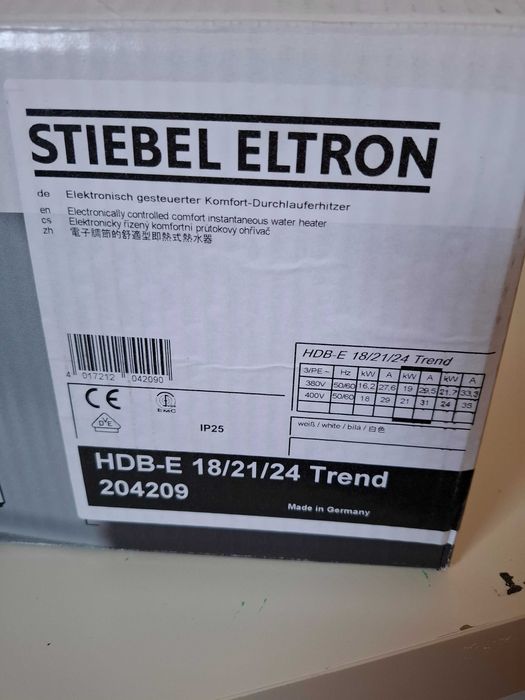 STIEBEL ELTRON
de Elektronisch gesteuerter Komfort-Durchlauferhitzer
en Electronically controlled comfort instantaneous water heater
cs Elektronicky řízený komfortní průtokový ohřívač
zh 電子調節的舒適型即熱式熱水器
4 017212 042090
HDB-E 18/21/24 Trend
3/PE~ Hz kW A kW A kW A
380V 50/60 16,2 27,6 19 29,5 21,7 33,3
400V 50/60 18 29 21 31 24 35
CE
EMC
DVE
IP25
weiß / white / bílá / 白色
HDB-E 18/21/24 Trend
204209
Made in Germany